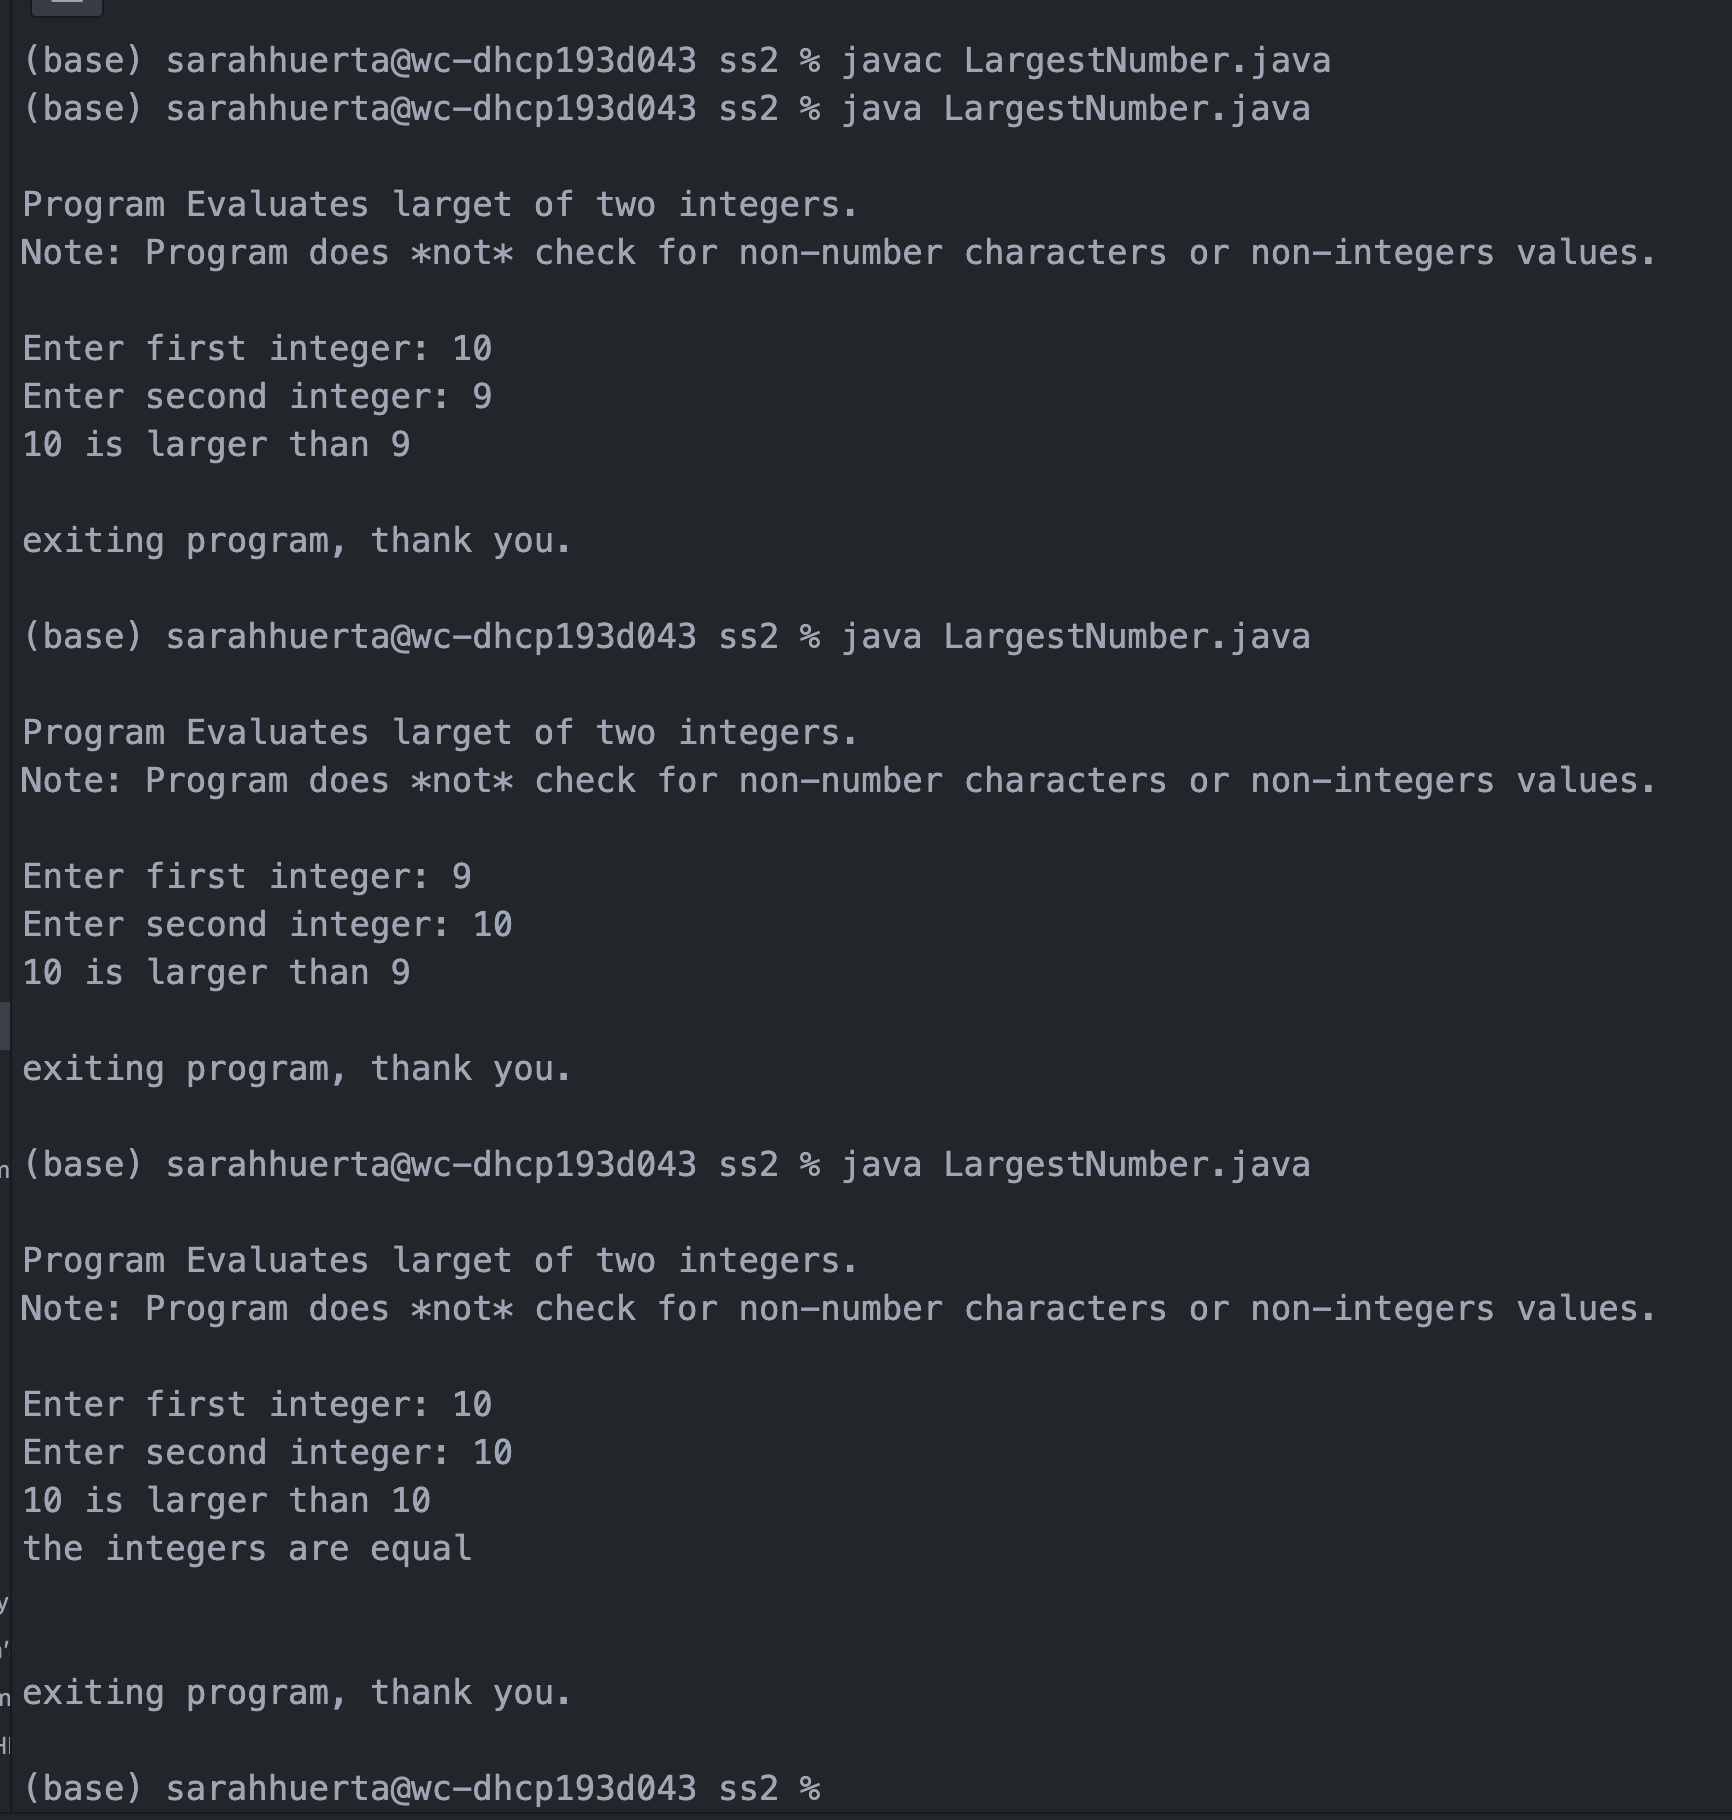 (base) sarahhuerta@wc-dhcp193d043 ss2 % javac LargestNumber.java
(base) sarahhuerta@wc-dhcp193d043 ss2 % java LargestNumber.java
Program Evaluates larget of two integers.
Note: Program does *not* check for non-number characters or non-integers values.
Enter first integer: 10
Enter second integer: 9
10 is larger than 9
exiting program, thank you.
(base) sarahhuerta@wc-dhcp193d043 ss2 % java LargestNumber.java
Program Evaluates larget of two integers.
Note: Program does *not* check for non-number characters or non-integers values.
Enter first integer: 9
Enter second integer: 10
10 is larger than 9
exiting program, thank you.
(base) sarahhuerta@wc-dhcp193d043 ss2 % java LargestNumber.java
Program Evaluates larget of two integers.
Note: Program does *not* check for non-number characters or non-integers values.
Enter first integer: 10
Enter second integer: 10
10 is larger than 10
the integers are equal
exiting program, thank you.
(base) sarahhuerta@wc-dhcp193d043 ss2 %